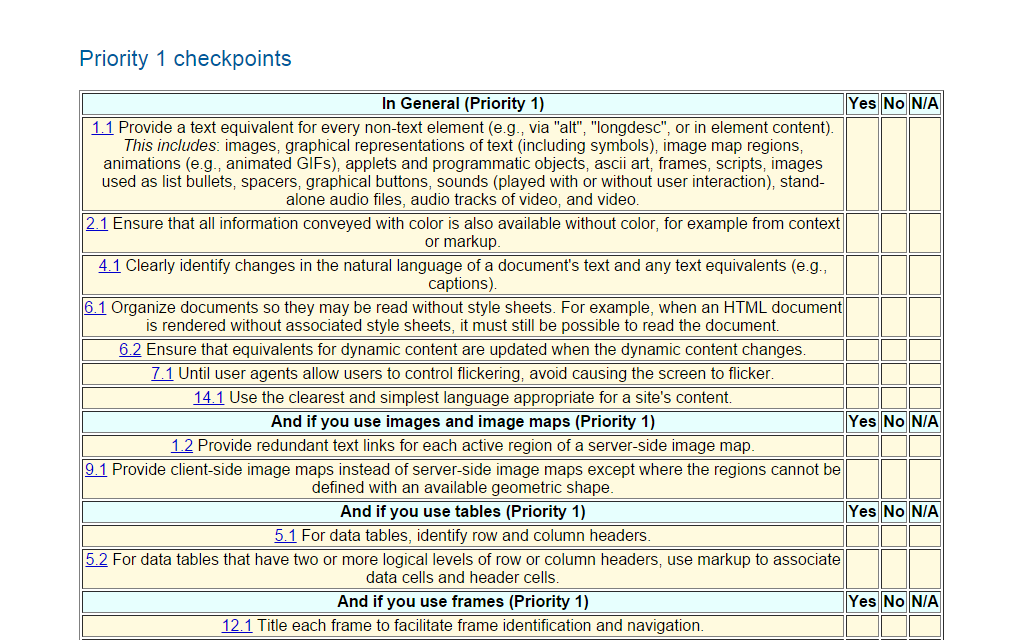 Priority 1 checkpoints
In General (Priority 1) Yes No N/A
1.1 Provide a text equivalent for every non-text element (e.g., via "alt", "longdesc", or in element content).
This includes: images, graphical representations of text (including symbols), image map regions,
animations (e.g., animated GIFs), applets and programmatic objects, ascii art, frames, scripts, images
used as list bullets, spacers, graphical buttons, sounds (played with or without user interaction), stand-
alone audio files, audio tracks of video, and video.
2.1 Ensure that all information conveyed with color is also available without color, for example from context
or markup.
4.1 Clearly identify changes in the natural language of a document's text and any text equivalents (e.g.,
captions).
6.1 Organize documents so they may be read without style sheets. For example, when an HTML document
is rendered without associated style sheets, it must still be possible to read the document.
6.2 Ensure that equivalents for dynamic content are updated when the dynamic content changes.
7.1 Until user agents allow users to control flickering, avoid causing the screen to flicker.
14.1 Use the clearest and simplest language appropriate for a site's content.
And if you use images and image maps (Priority 1) Yes No N/A
1.2 Provide redundant text links for each active region of a server-side image map.
9.1 Provide client-side image maps instead of server-side image maps except where the regions cannot be
defined with an available geometric shape.
And if you use tables (Priority 1) Yes No N/A
5.1 For data tables, identify row and column headers.
5.2 For data tables that have two or more logical levels of row or column headers, use markup to associate
data cells and header cells.
And if you use frames (Priority 1) Yes No N/A
12.1 Title each frame to facilitate frame identification and navigation.